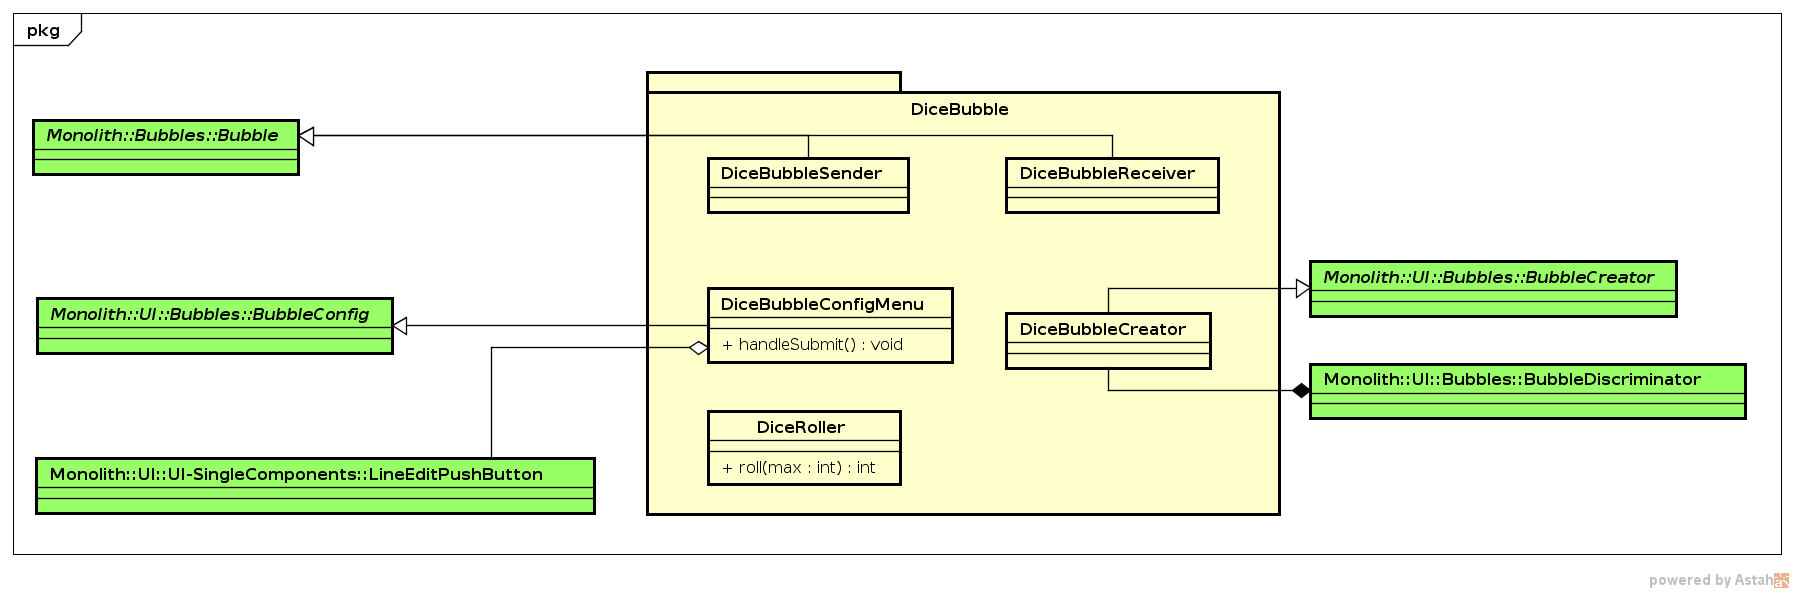 pkg
DiceBubble
Monolith::Bubbles::Bubble
DiceBubbleSender
DiceBubbleReceiver
Monolith::UI::Bubbles::BubbleCreator
Monolith::UI::Bubbles::BubbleConfig
DiceBubbleConfigMenu
+ handleSubmit() : void
DiceBubbleCreator
Monolith::UI::Bubbles::BubbleDiscriminator
DiceRoller
+ roll(max : int) : int
Monolith::UI::UI-SingleComponents::LineEditPushButton
powered by Astah